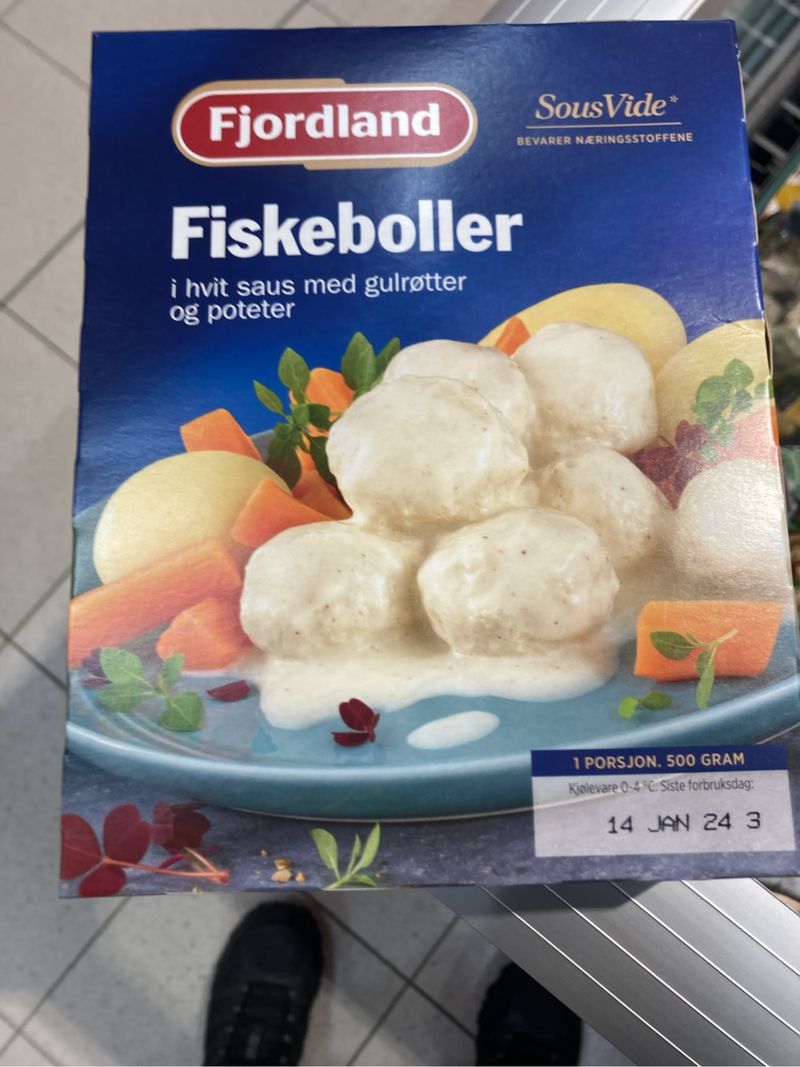 Fjordland
SousVide*
BEVARER NÆRINGSSTOFFENE
Fiskeboller
i hvit saus med gulrøtter
og poteter
1 PORSJON. 500 GRAM
Kjølevare 0-4 °C. Siste forbruksdag:
14 JAN 24 3